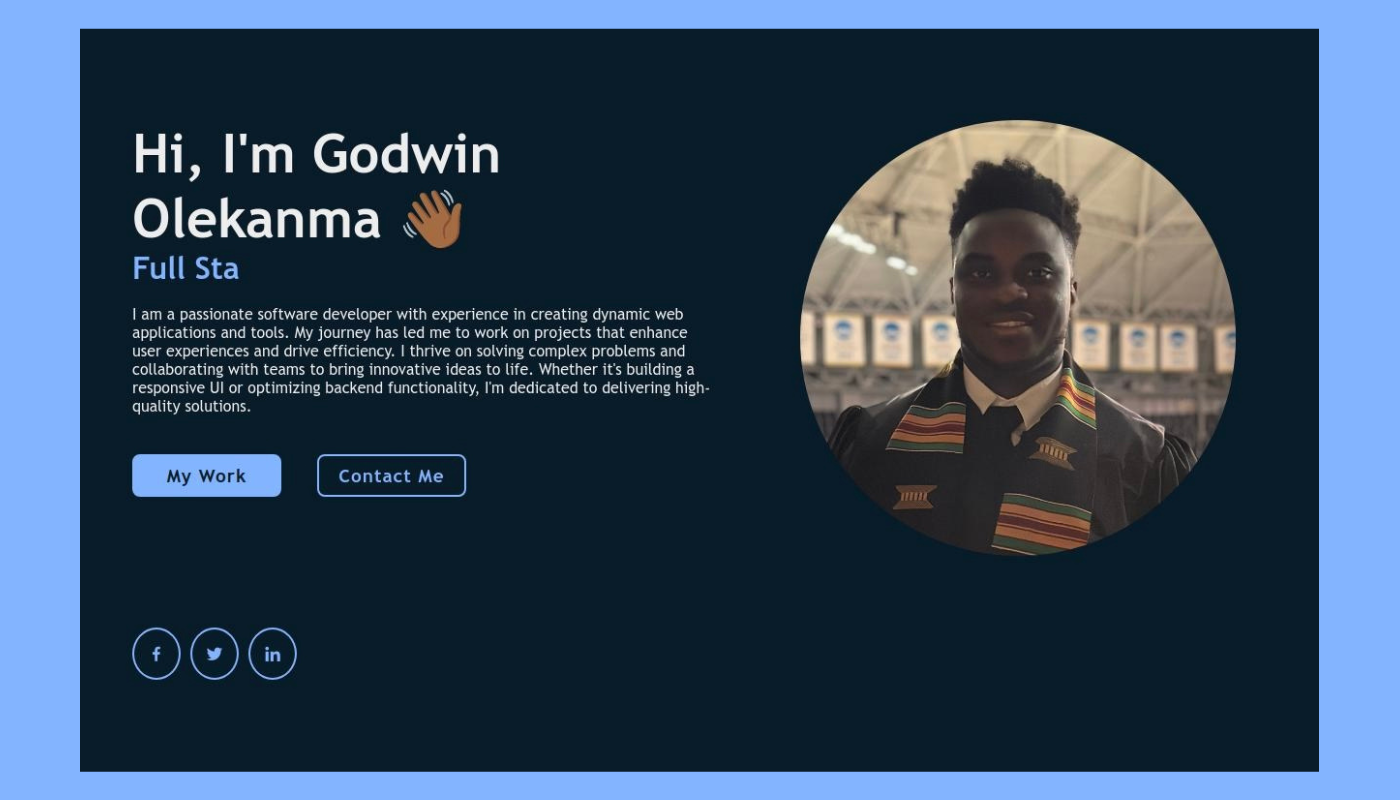 Hi, I'm Godwin
Olekanma 👋🏾
Full Sta
I am a passionate software developer with experience in creating dynamic web
applications and tools. My journey has led me to work on projects that enhance
user experiences and drive efficiency. I thrive on solving complex problems and
collaborating with teams to bring innovative ideas to life. Whether it's building a
responsive UI or optimizing backend functionality, I'm dedicated to delivering high-
quality solutions.
My Work
Contact Me
f
in